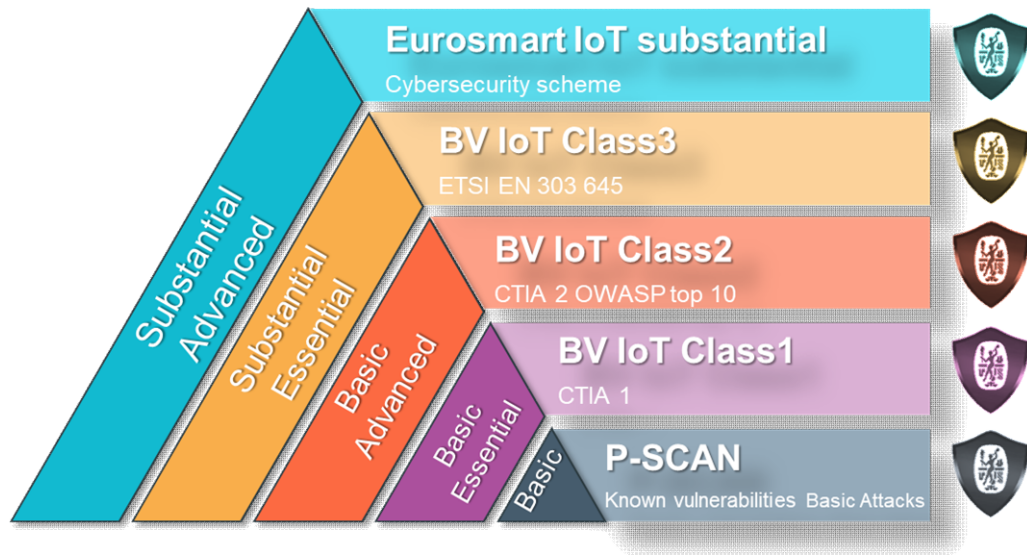 Eurosmart IoT substantial
Cybersecurity scheme
BV IoT Class3
ETSI EN 303 645
BV IoT Class2
CTIA 2 OWASP top 10
BV IoT Class1
CTIA 1
P-SCAN
Known vulnerabilities Basic Attacks
Substantial
Advanced
Substantial
Essential
Basic
Advanced
Basic
Essential
Basic